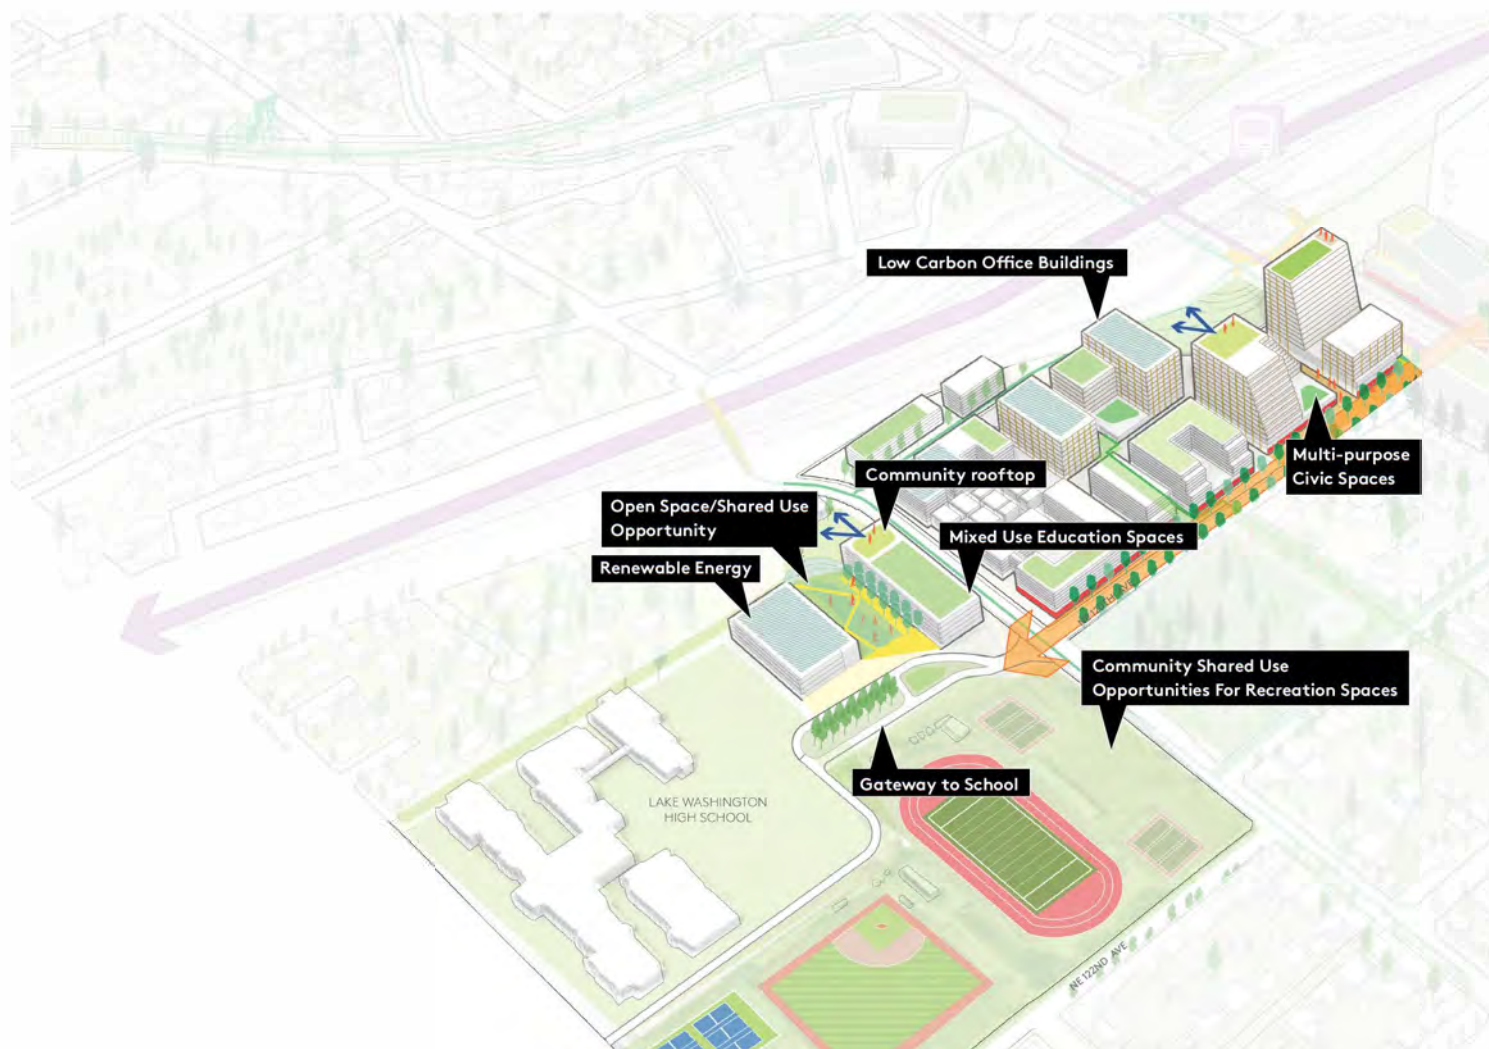 Low Carbon Office Buildings
Multi-purpose
Civic Spaces
Community rooftop
Open Space/Shared Use
Opportunity
Mixed Use Education Spaces
Renewable Energy
Community Shared Use
Opportunities For Recreation Spaces
Gateway to School
LAKE WASHINGTON
HIGH SCHOOL
NE 122ND AVE